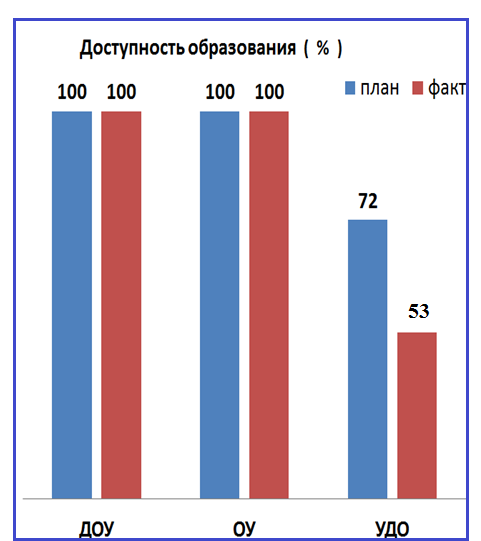 Доступность образования ( % )
план факт
100 100 100 100
72
53
ДОУ ОУ УДО